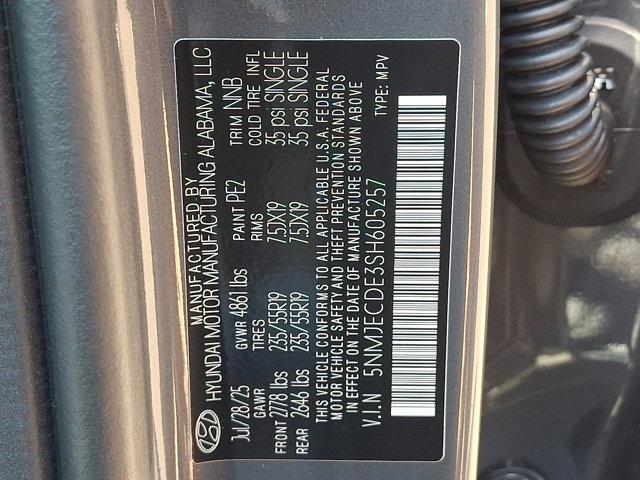 MANUFACTURED BY
HYUNDAI MOTOR MANUFACTURING ALABAMA, LLC
Jul/28/25 GVWR 4861 lbs PAINT PE2 TRIM NNB
GAWR TIRES RIMS COLD TIRE INFL
FRONT 2778 lbs 235/55R19 7.5JX19 35 psi SINGLE
REAR 2646 lbs 235/55R19 7.5JX19 35 psi SINGLE
THIS VEHICLE CONFORMS TO ALL APPLICABLE U.S.A. FEDERAL
MOTOR VEHICLE SAFETY AND THEFT PREVENTION STANDARDS
IN EFFECT ON THE DATE OF MANUFACTURE SHOWN ABOVE
V.I.N 5NMJECDE3SH605257 TYPE: MPV